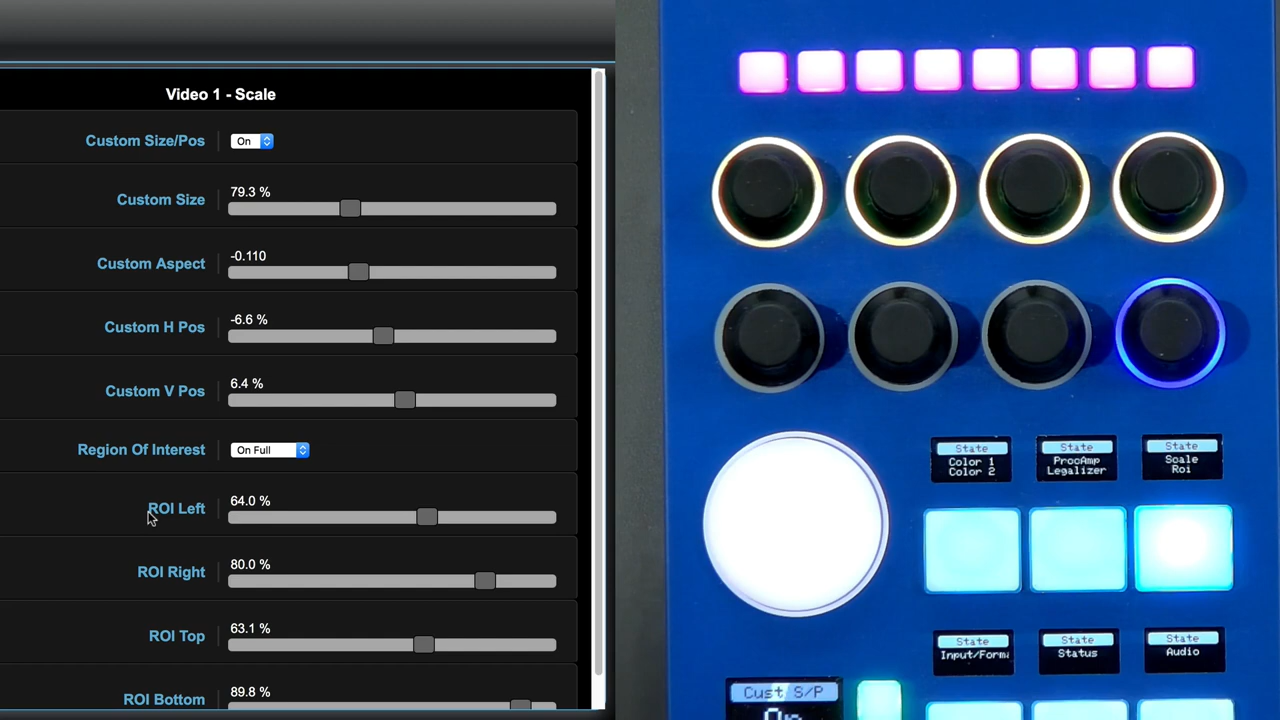 Video 1 - Scale
Custom Size/Pos
On
Custom Size
79.3 %
Custom Aspect
-0.110
Custom H Pos
-6.6 %
Custom V Pos
6.4 %
Region Of Interest
On Full
ROI Left
64.0 %
ROI Right
80.0 %
ROI Top
63.1 %
ROI Bottom
89.8 %
State
Color 1
Color 2
State
ProcAmp
Legalizer
State
Scale
Roi
State
Input/Form
State
Status
State
Audio
Cust S/P
On